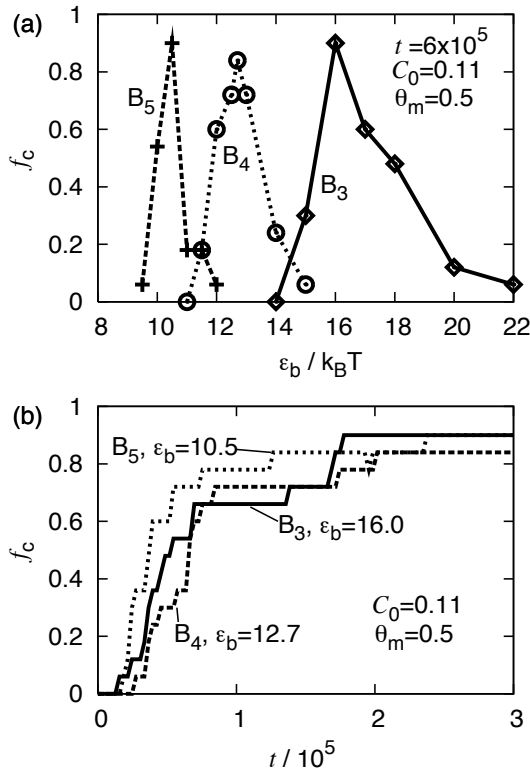 (a)
1
0.8
0.6
0.4
0.2
0
f_c
t =6x10^5
C_0=0.11
θ_m=0.5
B_5
B_4
B_3
8 10 12 14 16 18 20 22
ε_b / k_BT
(b)
1
0.8
0.6
0.4
0.2
0
f_c
B_5, ε_b=10.5
B_3, ε_b=16.0
B_4, ε_b=12.7
C_0=0.11
θ_m=0.5
0 1 2 3
t / 10^5